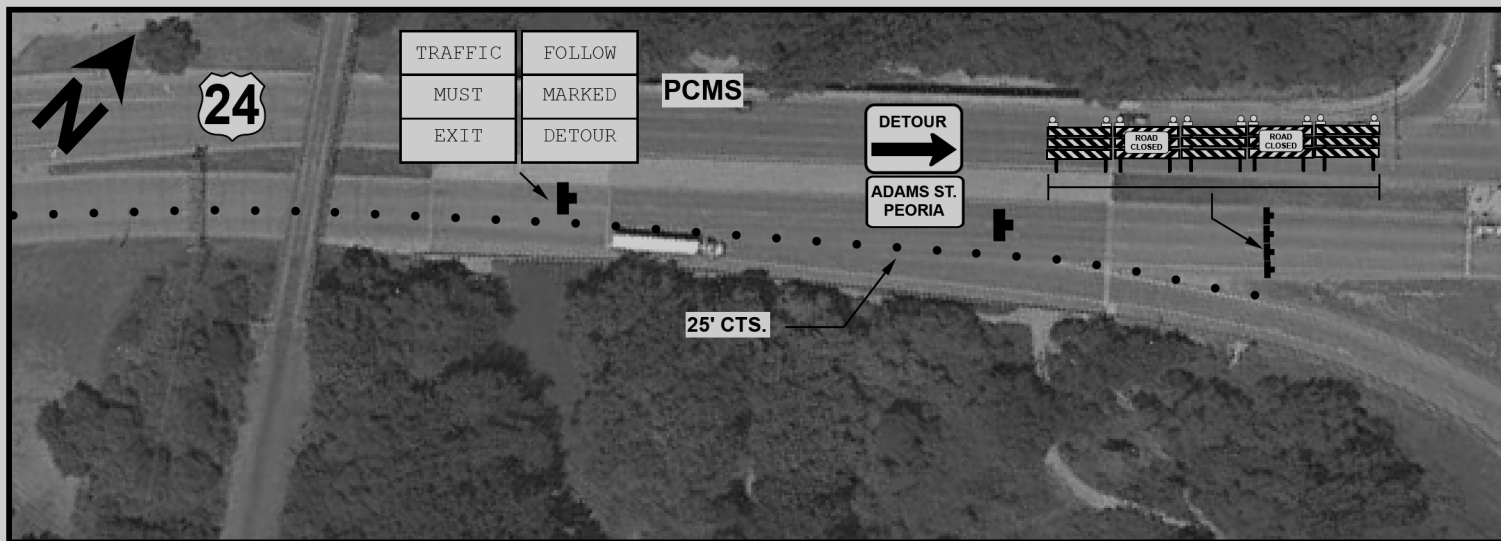 N
24
TRAFFIC
MUST
EXIT
FOLLOW
MARKED
DETOUR
PCMS
DETOUR
ADAMS ST.
PEORIA
ROAD
CLOSED
ROAD
CLOSED
25' CTS.